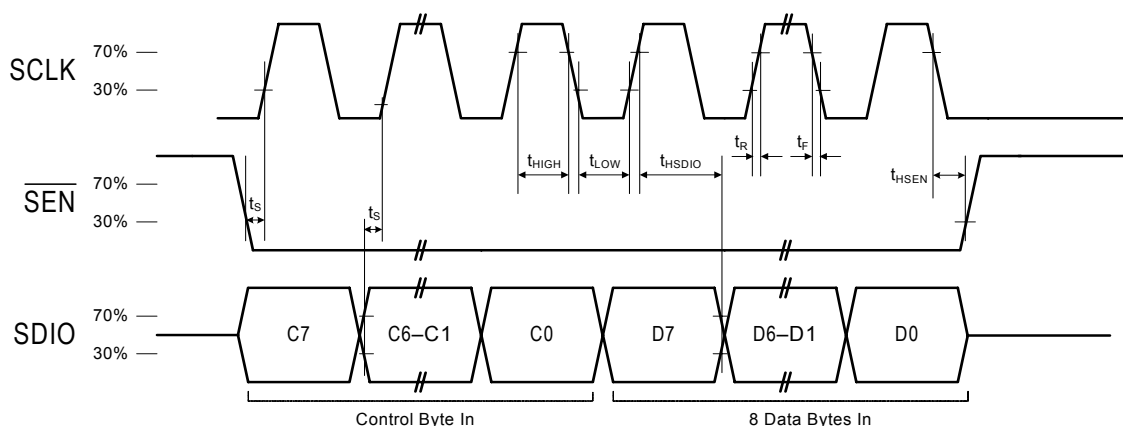 SCLK
70%
30%
tHIGH
tLOW
tHSDIO
tR
tF
tHSEN
SEN
70%
30%
tS
tS
SDIO
70%
30%
C7
C6–C1
C0
D7
D6–D1
D0
Control Byte In
8 Data Bytes In